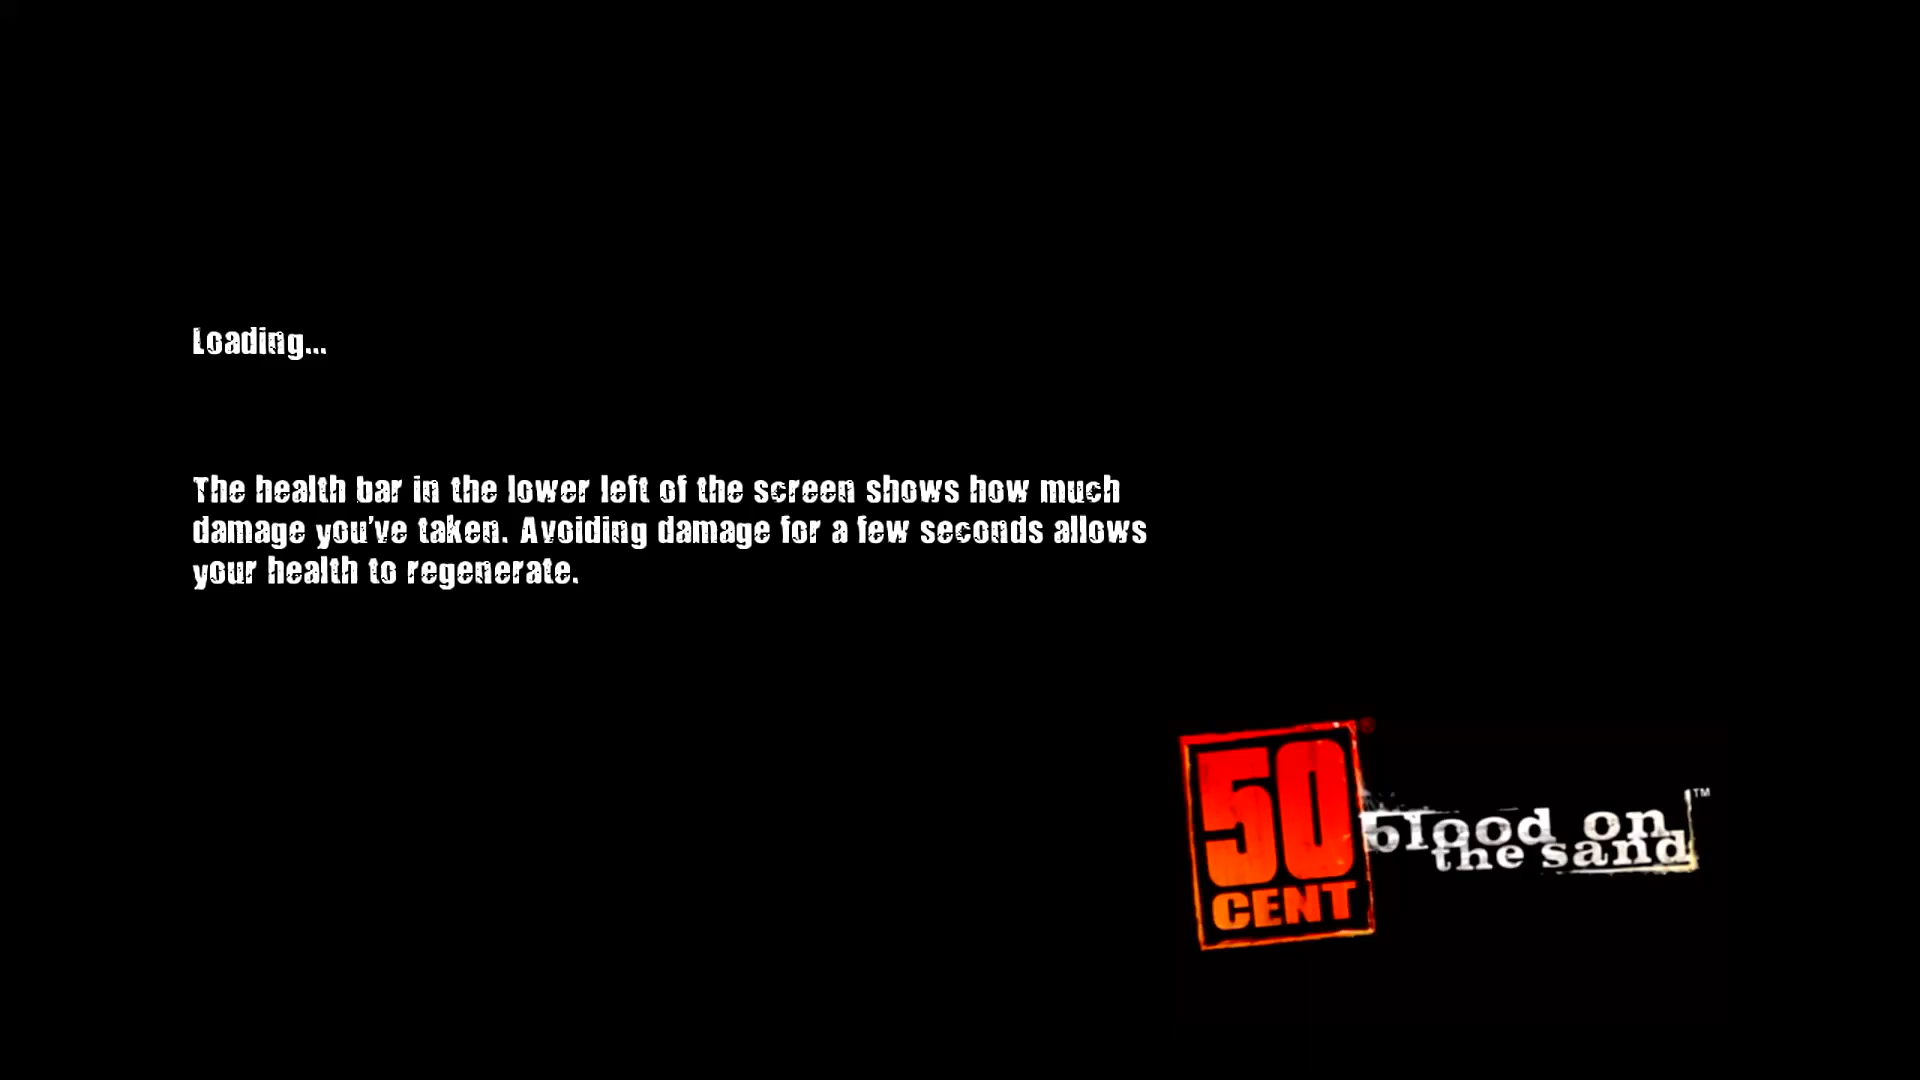 Loading...
The health bar in the lower left of the screen shows how much
damage you've taken. Avoiding damage for a few seconds allows
your health to regenerate.
50
CENT
®
blood on
the sand
™